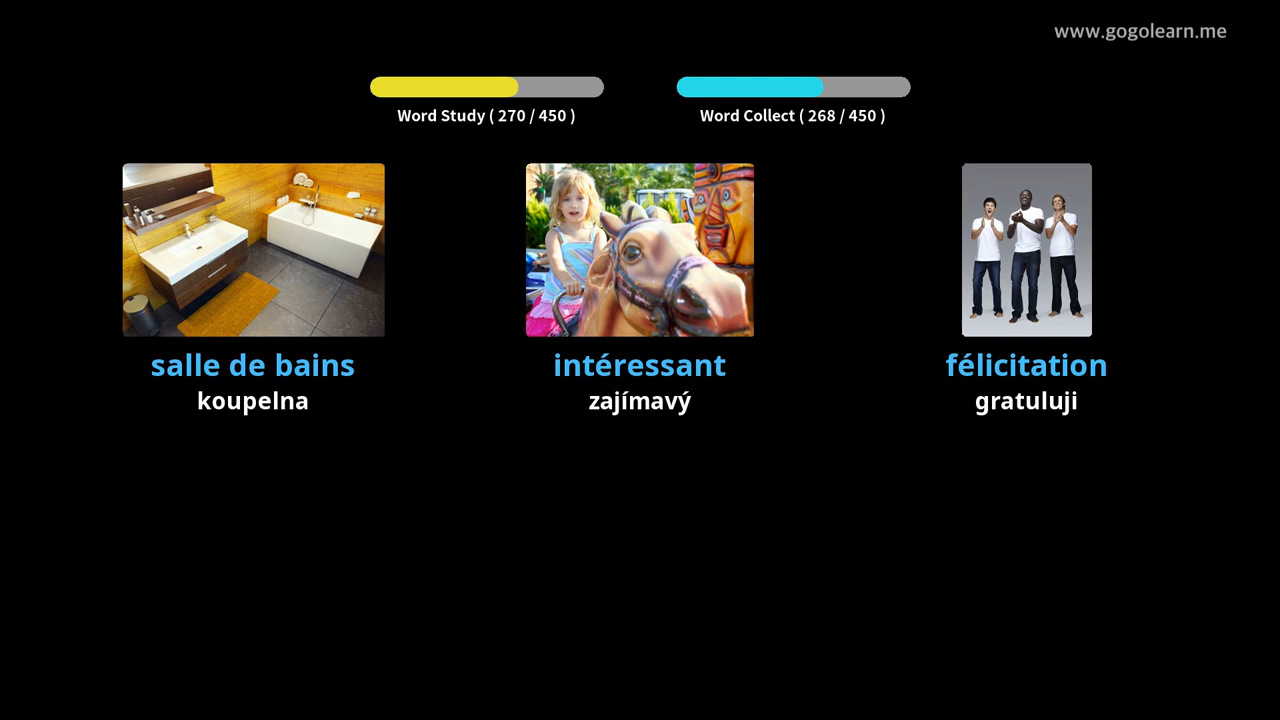 www.gogolearn.me
Word Study ( 270 / 450 )
Word Collect ( 268 / 450 )
salle de bains
koupelna
intéressant
zajímavý
félicitation
gratuluji